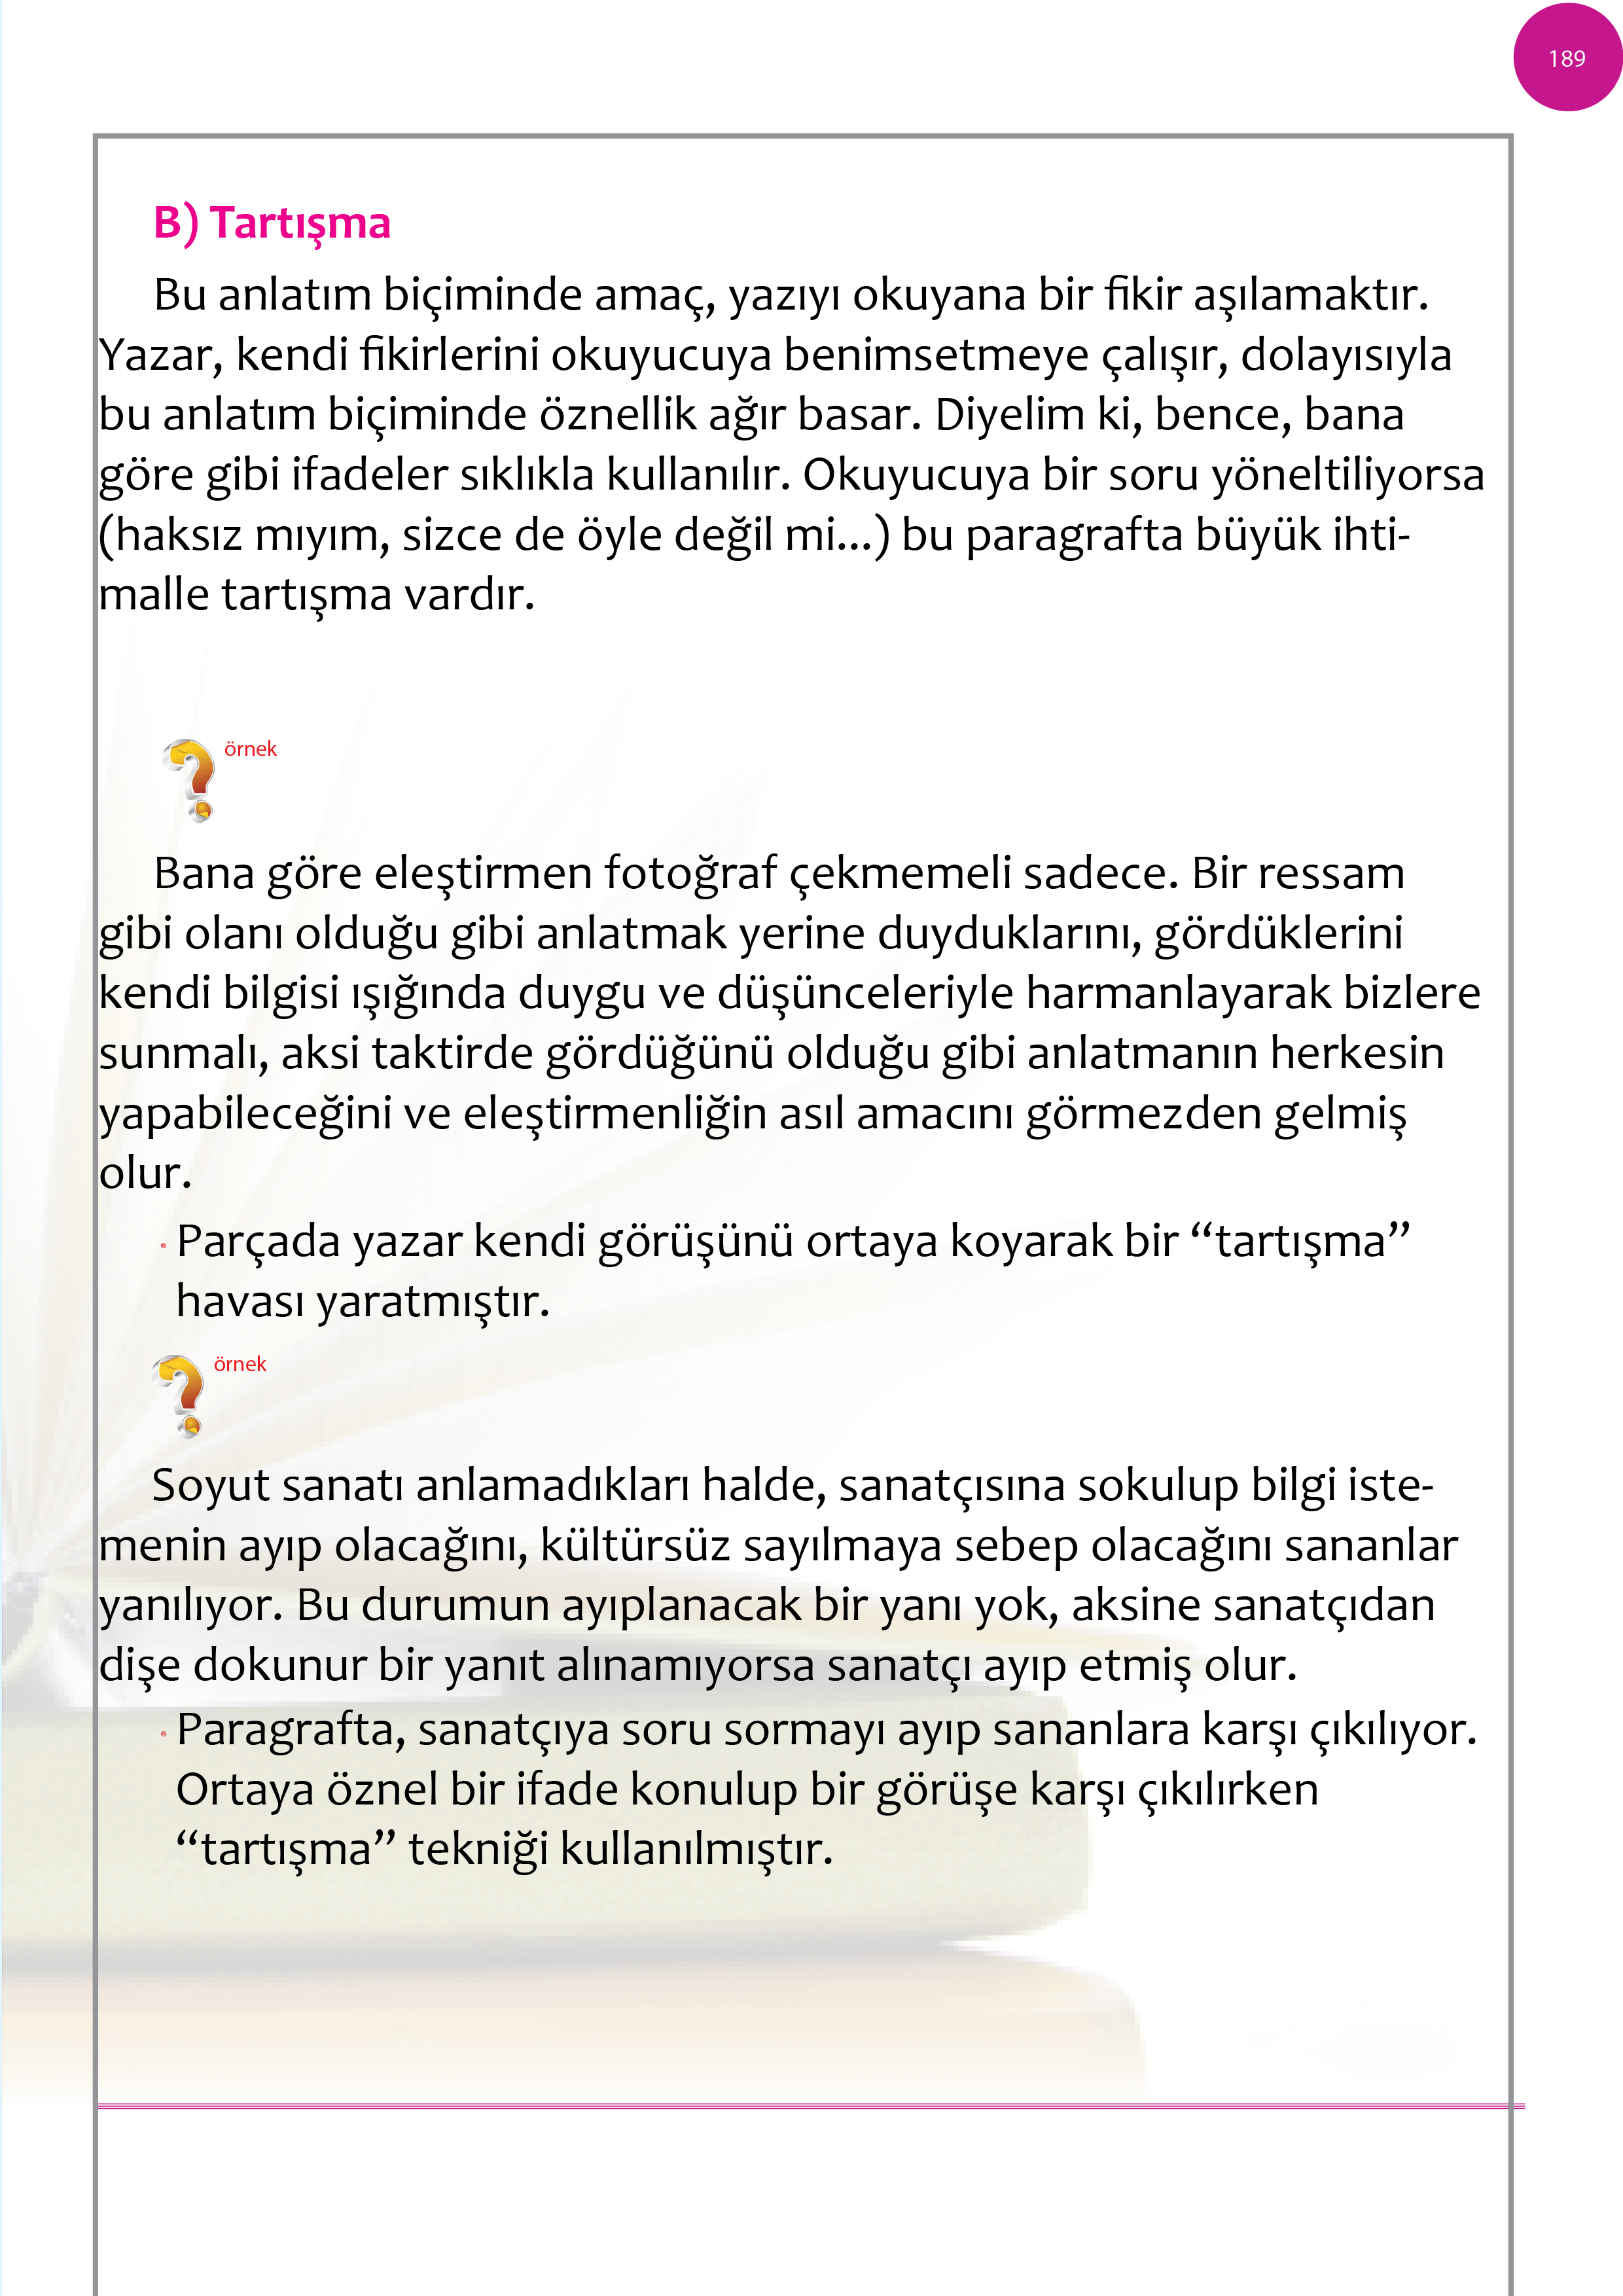 189
B) Tartışma
Bu anlatım biçiminde amaç, yazıyı okuyana bir fikir aşılamaktır.
Yazar, kendi fikirlerini okuyucuya benimsetmeye çalışır, dolayısıyla
bu anlatım biçiminde öznellik ağır basar. Diyelim ki, bence, bana
göre gibi ifadeler sıklıkla kullanılır. Okuyucuya bir soru yöneltiliyorsa
(haksız mıyım, sizce de öyle değil mi...) bu paragrafta büyük ihti-
malle tartışma vardır.
örnek
Bana göre eleştirmen fotoğraf çekmemeli sadece. Bir ressam
gibi olanı olduğu gibi anlatmak yerine duyduklarını, gördüklerini
kendi bilgisi ışığında duygu ve düşünceleriyle harmanlayarak bizlere
sunmalı, aksi taktirde gördüğünü olduğu gibi anlatmanın herkesin
yapabileceğini ve eleştirmenliğin asıl amacını görmezden gelmiş
olur.
• Parçada yazar kendi görüşünü ortaya koyarak bir “tartışma”
havası yaratmıştır.
örnek
Soyut sanatı anlamadıkları halde, sanatçısına sokulup bilgi iste-
menin ayıp olacağını, kültürsüz sayılmaya sebep olacağını sananlar
yanılıyor. Bu durumun ayıplanacak bir yanı yok, aksine sanatçıdan
dişe dokunur bir yanıt alınamıyorsa sanatçı ayıp etmiş olur.
• Paragrafta, sanatçıya soru sormayı ayıp sananlara karşı çıkılıyor.
Ortaya öznel bir ifade konulup bir görüşe karşı çıkılırken
“tartışma” tekniği kullanılmıştır.